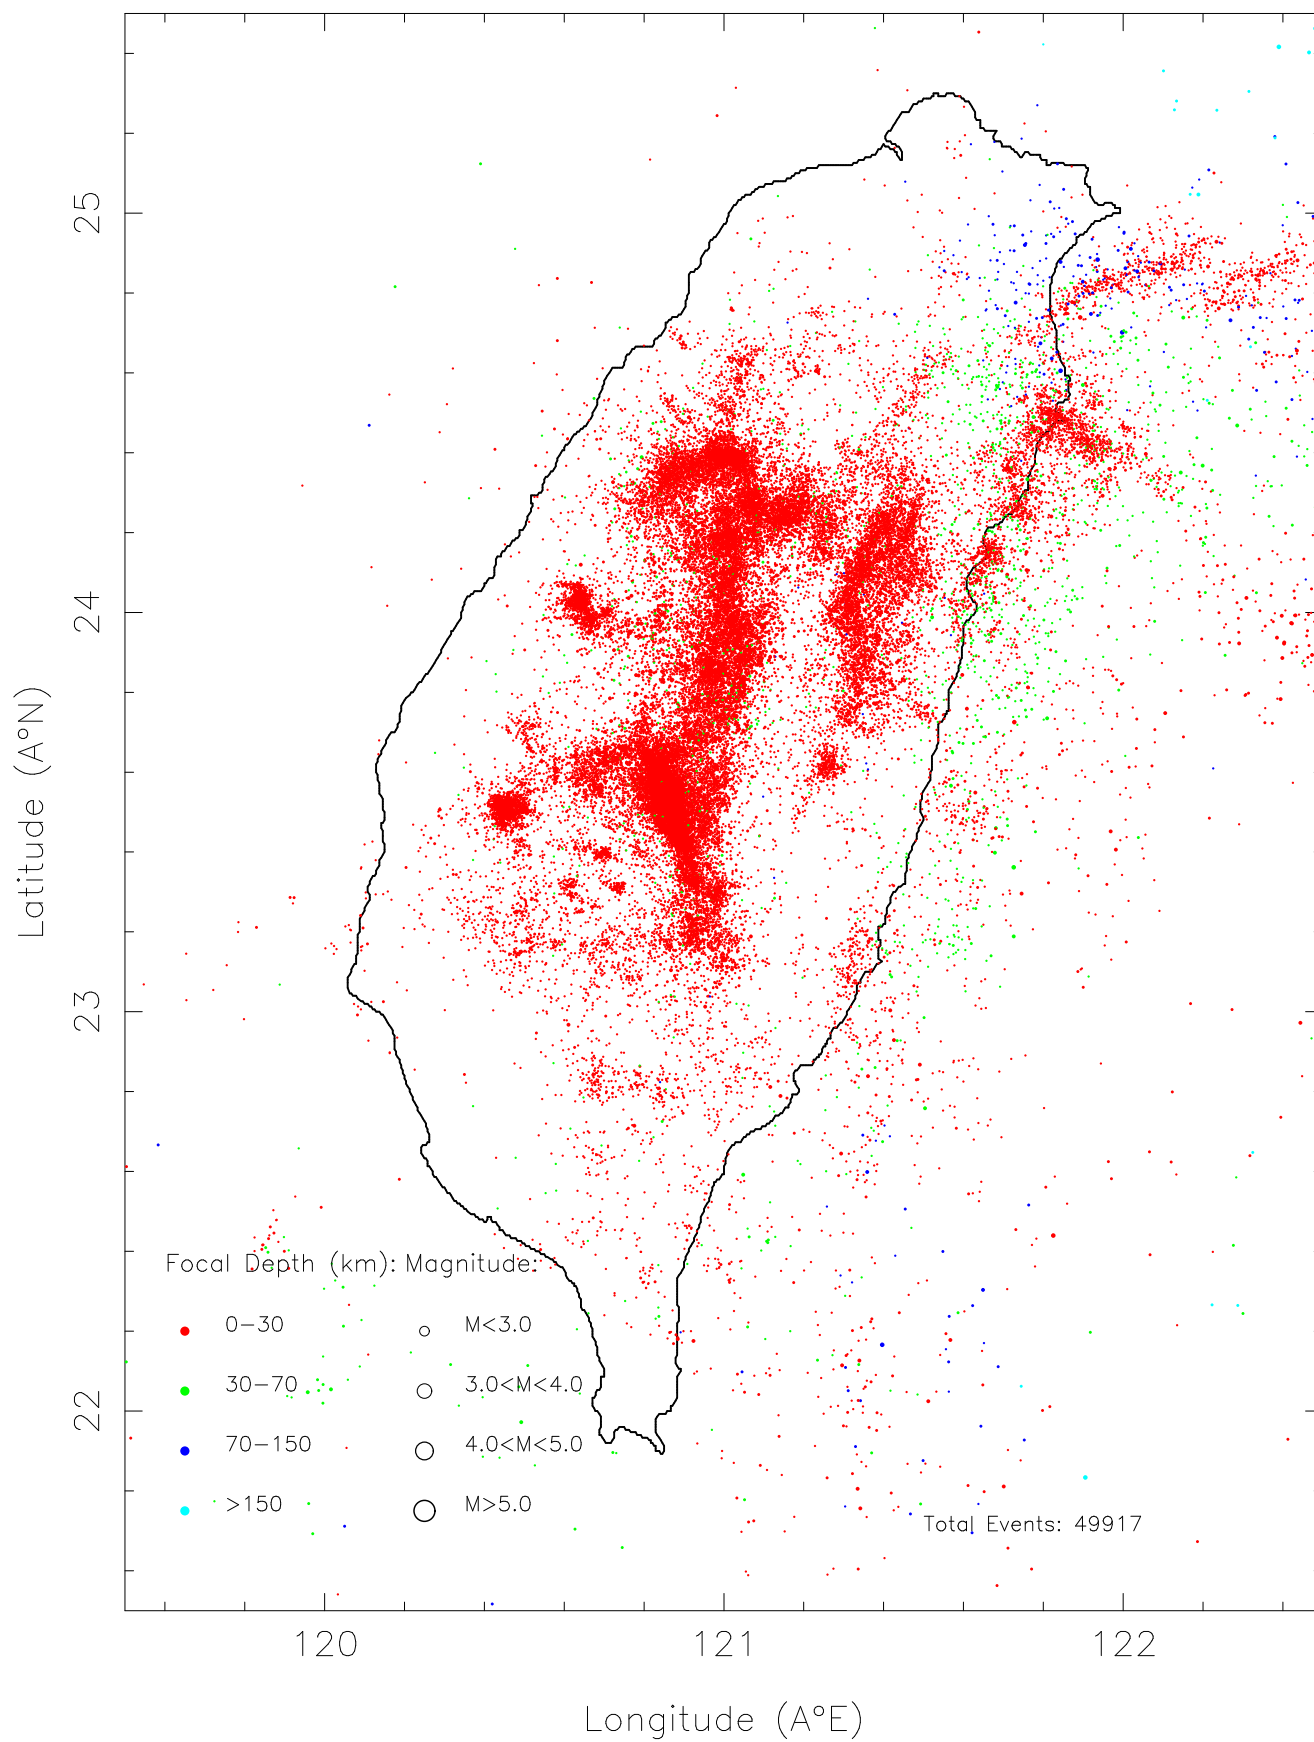 25
24
23
22
Latitude (A°N)
Focal Depth (km): Magnitude:
0-30 M<3.0
30-70 3.0<M<4.0
70-150 4.0<M<5.0
>150 M>5.0
Total Events: 49917
120 121 122
Longitude (A°E)